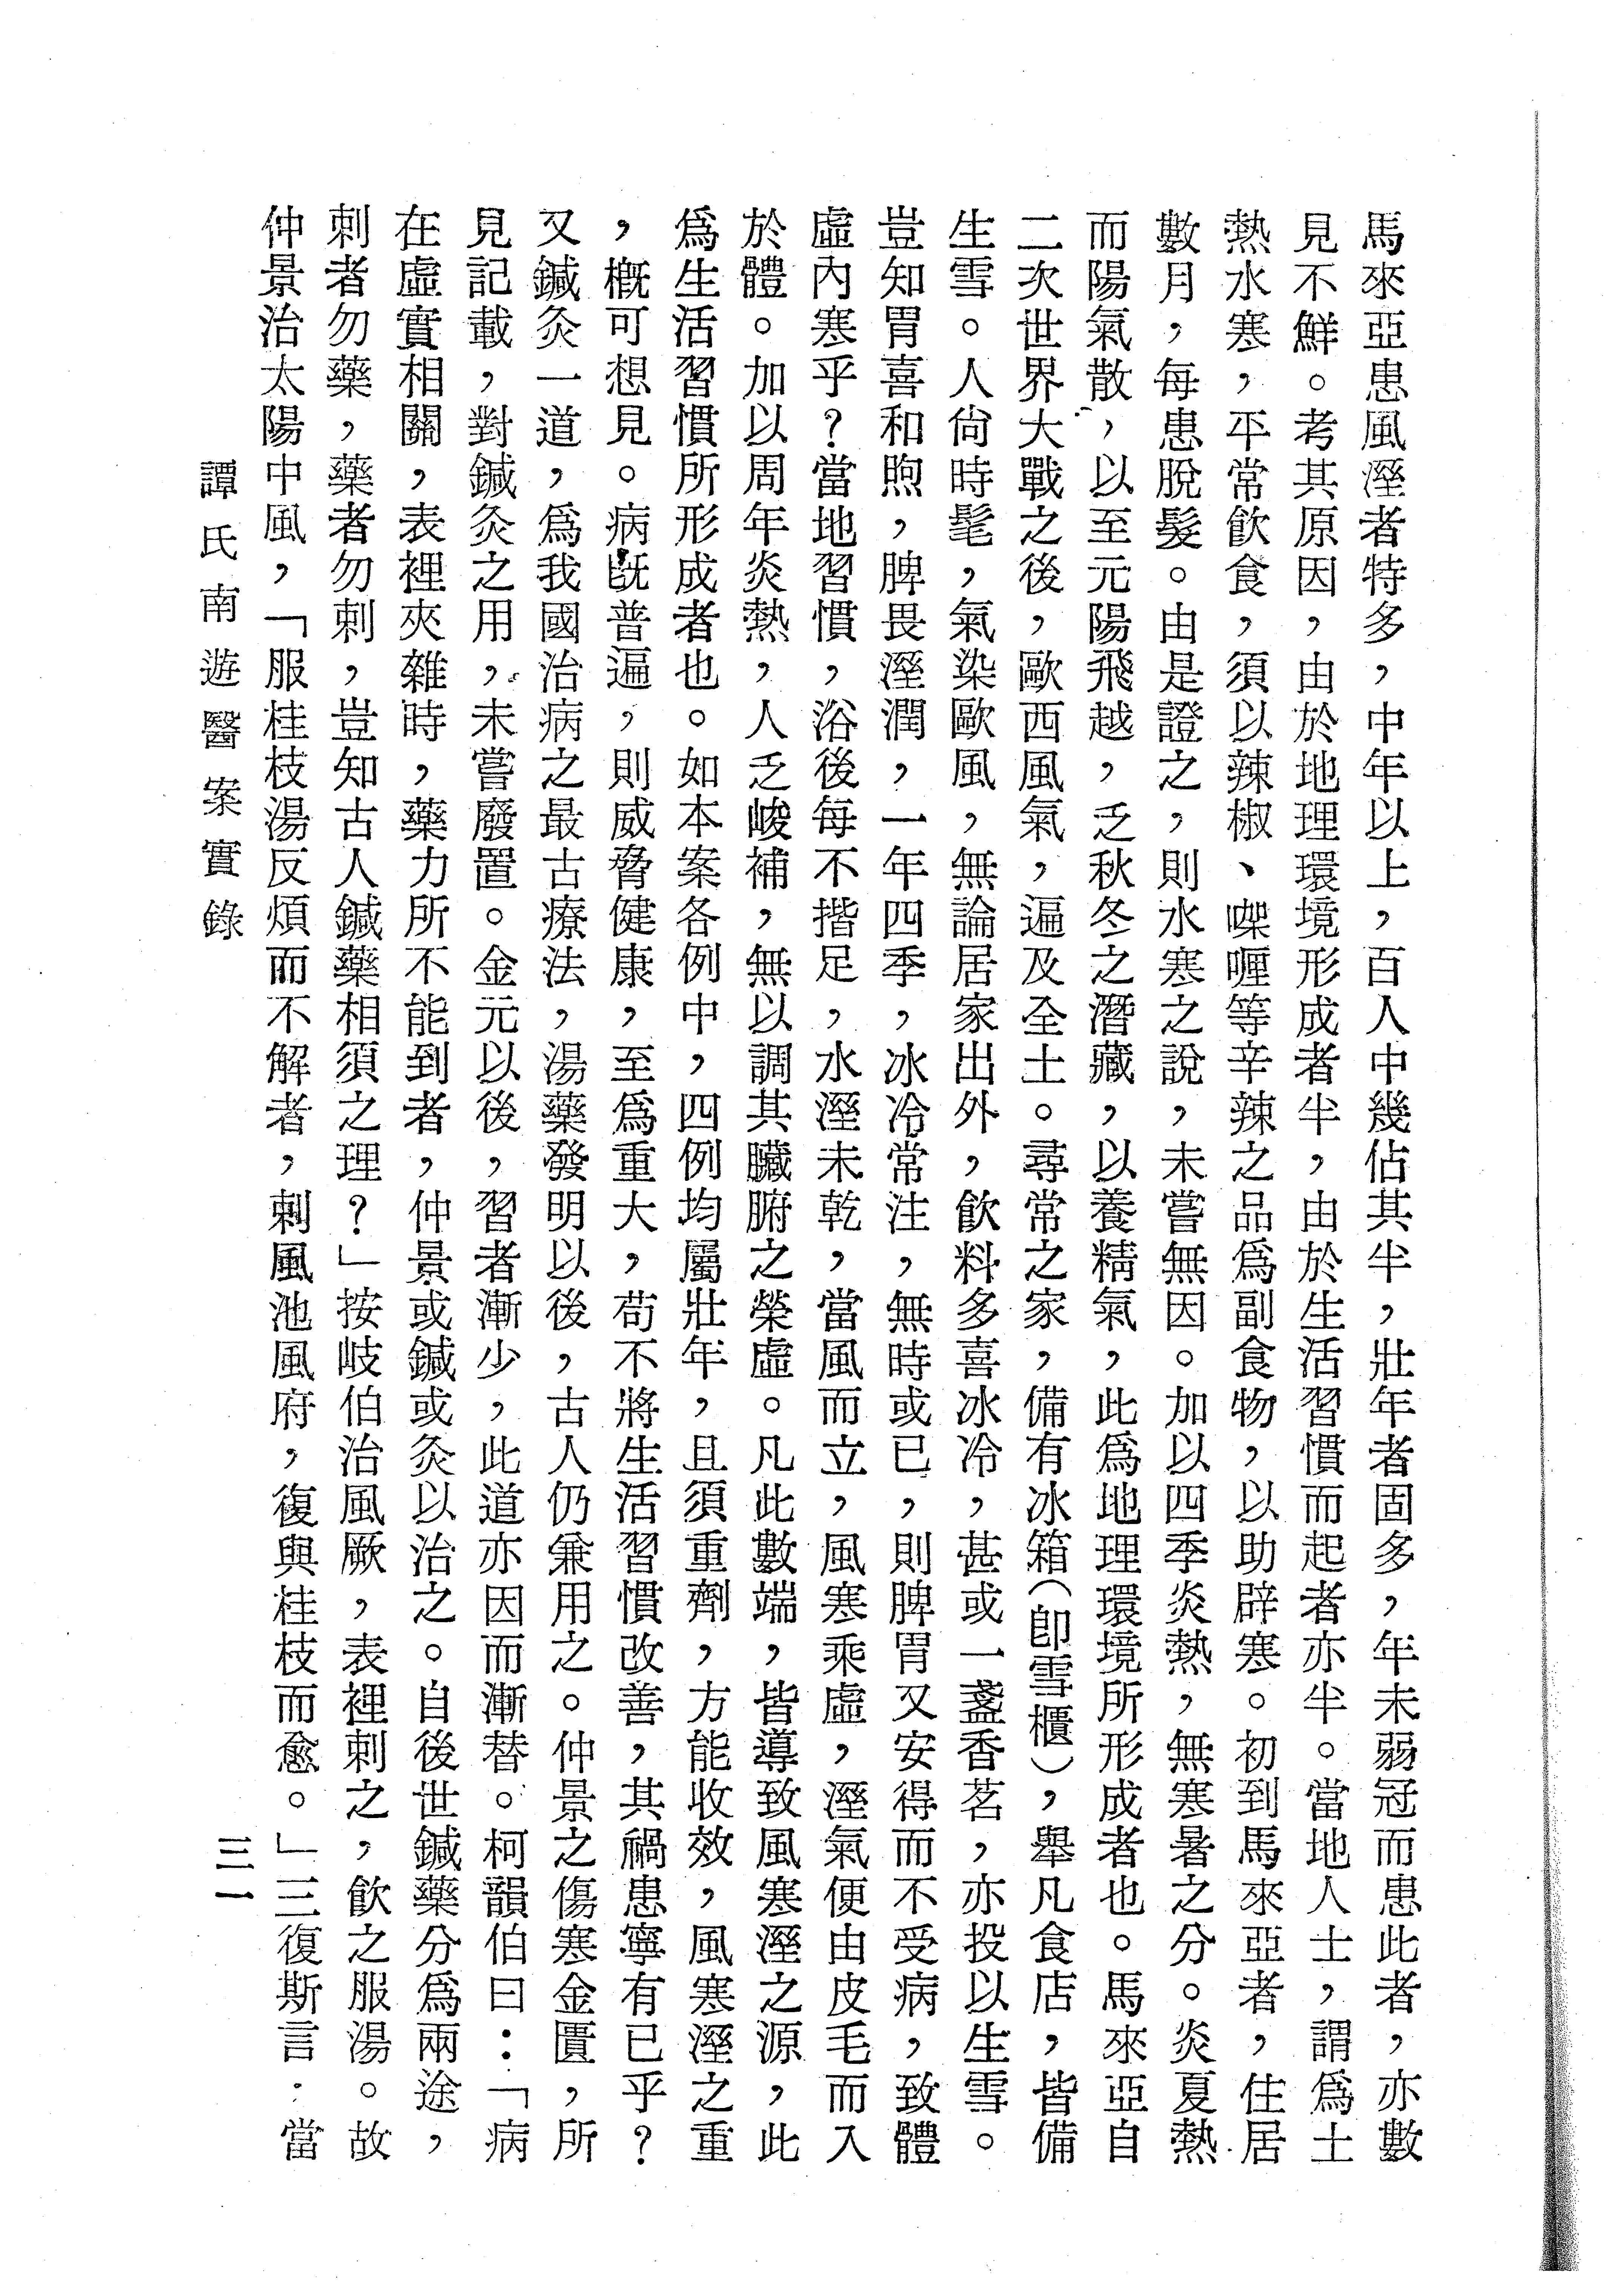 馬來亞患風溼者特多，中年以上，百人中幾佔其半，壯年者固多，年未弱冠而患此者，亦數
見不鮮。考其原因，由於地理環境形成者半，由於生活習慣而起者亦半。當地人士，謂爲土
熱水寒，平常飲食，須以辣椒、㗎喱等辛辣之品爲副食物，以助辟寒。初到馬來亞者，住居
數月，每患脫髮。由是證之，則水寒之說，未嘗無因。加以四季炎熱，無寒暑之分。炎夏熱
而陽氣散，以至元陽飛越，乏秋冬之潛藏，以養精氣，此爲地理環境所形成者也。馬來亞自
二次世界大戰之後，歐西風氣，遍及全土。尋常之家，備有冰箱（卽雪櫃），舉凡食店，皆備
生雪。人尙時髦，氣染歐風，無論居家出外，飲料多喜冰冷，甚或一盞香茗，亦投以生雪。
豈知胃喜和煦，脾畏溼潤，一年四季，冰冷常注，無時或已，則脾胃又安得而不受病，致體
虛內寒乎？當地習慣，浴後每不揩足，水溼未乾，當風而立，風寒乘虛，溼氣便由皮毛而入
於體。加以周年炎熱，人乏峻補，無以調其臟腑之榮虛。凡此數端，皆導致風寒溼之源，此
爲生活習慣所形成者也。如本案各例中，四例均屬壯年，且須重劑，方能收效，風寒溼之重
，概可想見。病旣普遍，則威脅健康，至爲重大，苟不將生活習慣改善，其禍患寧有已乎？
又鍼灸一道，爲我國治病之最古療法，湯藥發明以後，古人仍兼用之。仲景之傷寒金匱，所
見記載，對鍼灸之用，未嘗廢置。金元以後，習者漸少，此道亦因而漸替。柯韻伯曰：「病
在虛實相關，表裡夾雜時，藥力所不能到者，仲景或鍼或灸以治之。自後世鍼藥分爲兩途，
刺者勿藥，藥者勿刺，豈知古人鍼藥相須之理？」按岐伯治風厥，表裡刺之，飲之服湯。故
仲景治太陽中風，「服桂枝湯反煩而不解者，刺風池風府，復與桂枝而愈。」三復斯言，當
譚氏南遊醫案實錄
三一